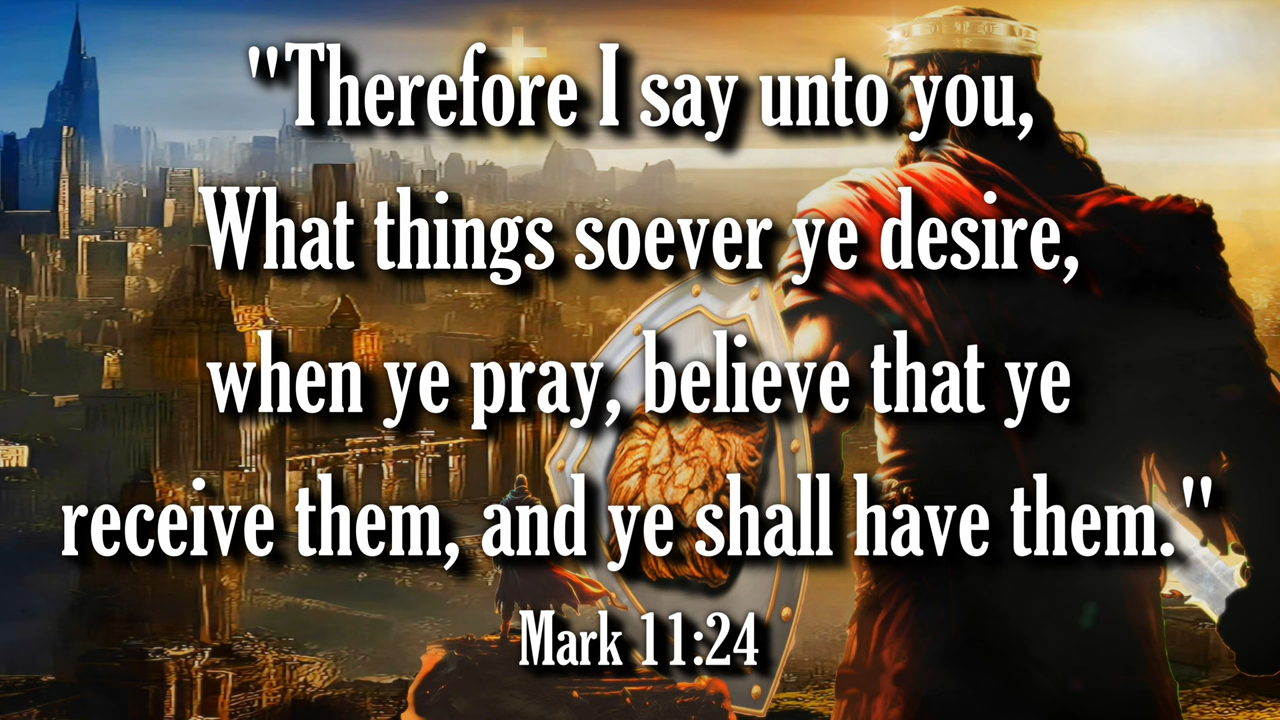 "Therefore I say unto you,
What things soever ye desire,
when ye pray, believe that ye
receive them, and ye shall have them."
Mark 11:24